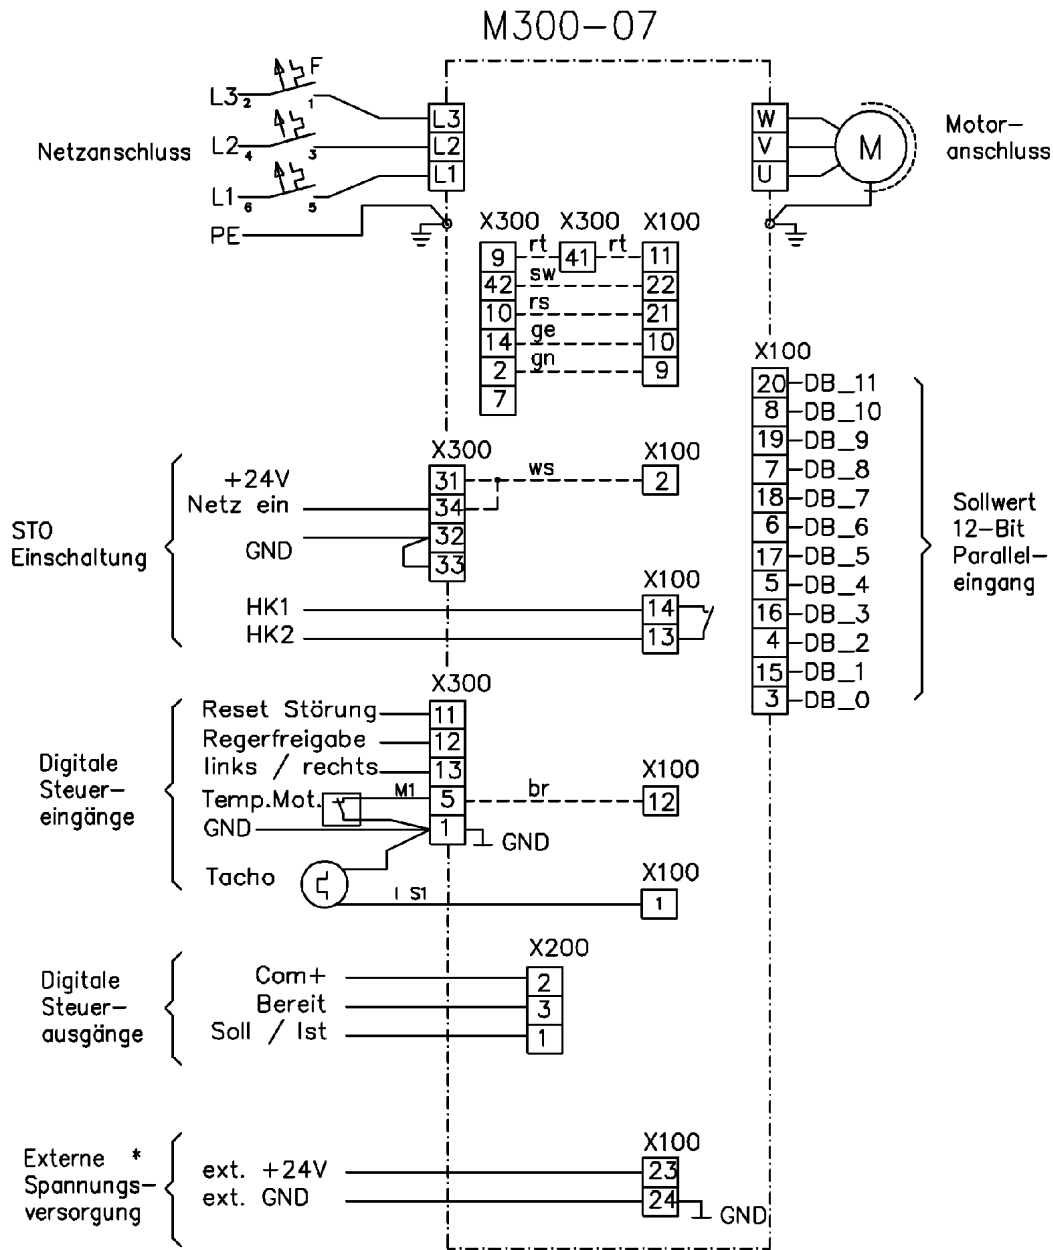 M300-07
Netzanschluss
L3 2 1 F
L2 4 3
L1 6 5
PE
L3
L2
L1
W
V
U
M
Motor-
anschluss
X300 X300 X100
9 rt 41 rt 11
42 sw 22
10 rs 21
14 ge 10
2 gn 9
7
X100
20 DB_11
8 DB_10
19 DB_9
7 DB_8
18 DB_7
6 DB_6
17 DB_5
5 DB_4
16 DB_3
4 DB_2
15 DB_1
3 DB_0
Sollwert
12-Bit
Parallel-
eingang
STO
Einschaltung
X300 X100
+24V 31 ws 2
Netz ein 34
GND 32
33
X100
HK1 14
HK2 13
Digitale
Steuer-
eingänge
X300
Reset Störung 11
Regerfreigabe 12
links / rechts 13
X100
Temp.Mot. M1 5 br 12
GND 1 GND
X100
Tacho I S1 1
Digitale
Steuer-
ausgänge
X200
Com+ 2
Bereit 3
Soll / Ist 1
Externe *
Spannungs-
versorgung
X100
ext. +24V 23
ext. GND 24 GND